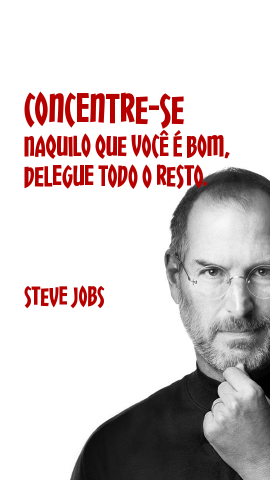 CONCENTRE-SE
NAQUILO QUE VOCÊ É BOM,
DELEGUE TODO O RESTO.
STEVE JOBS